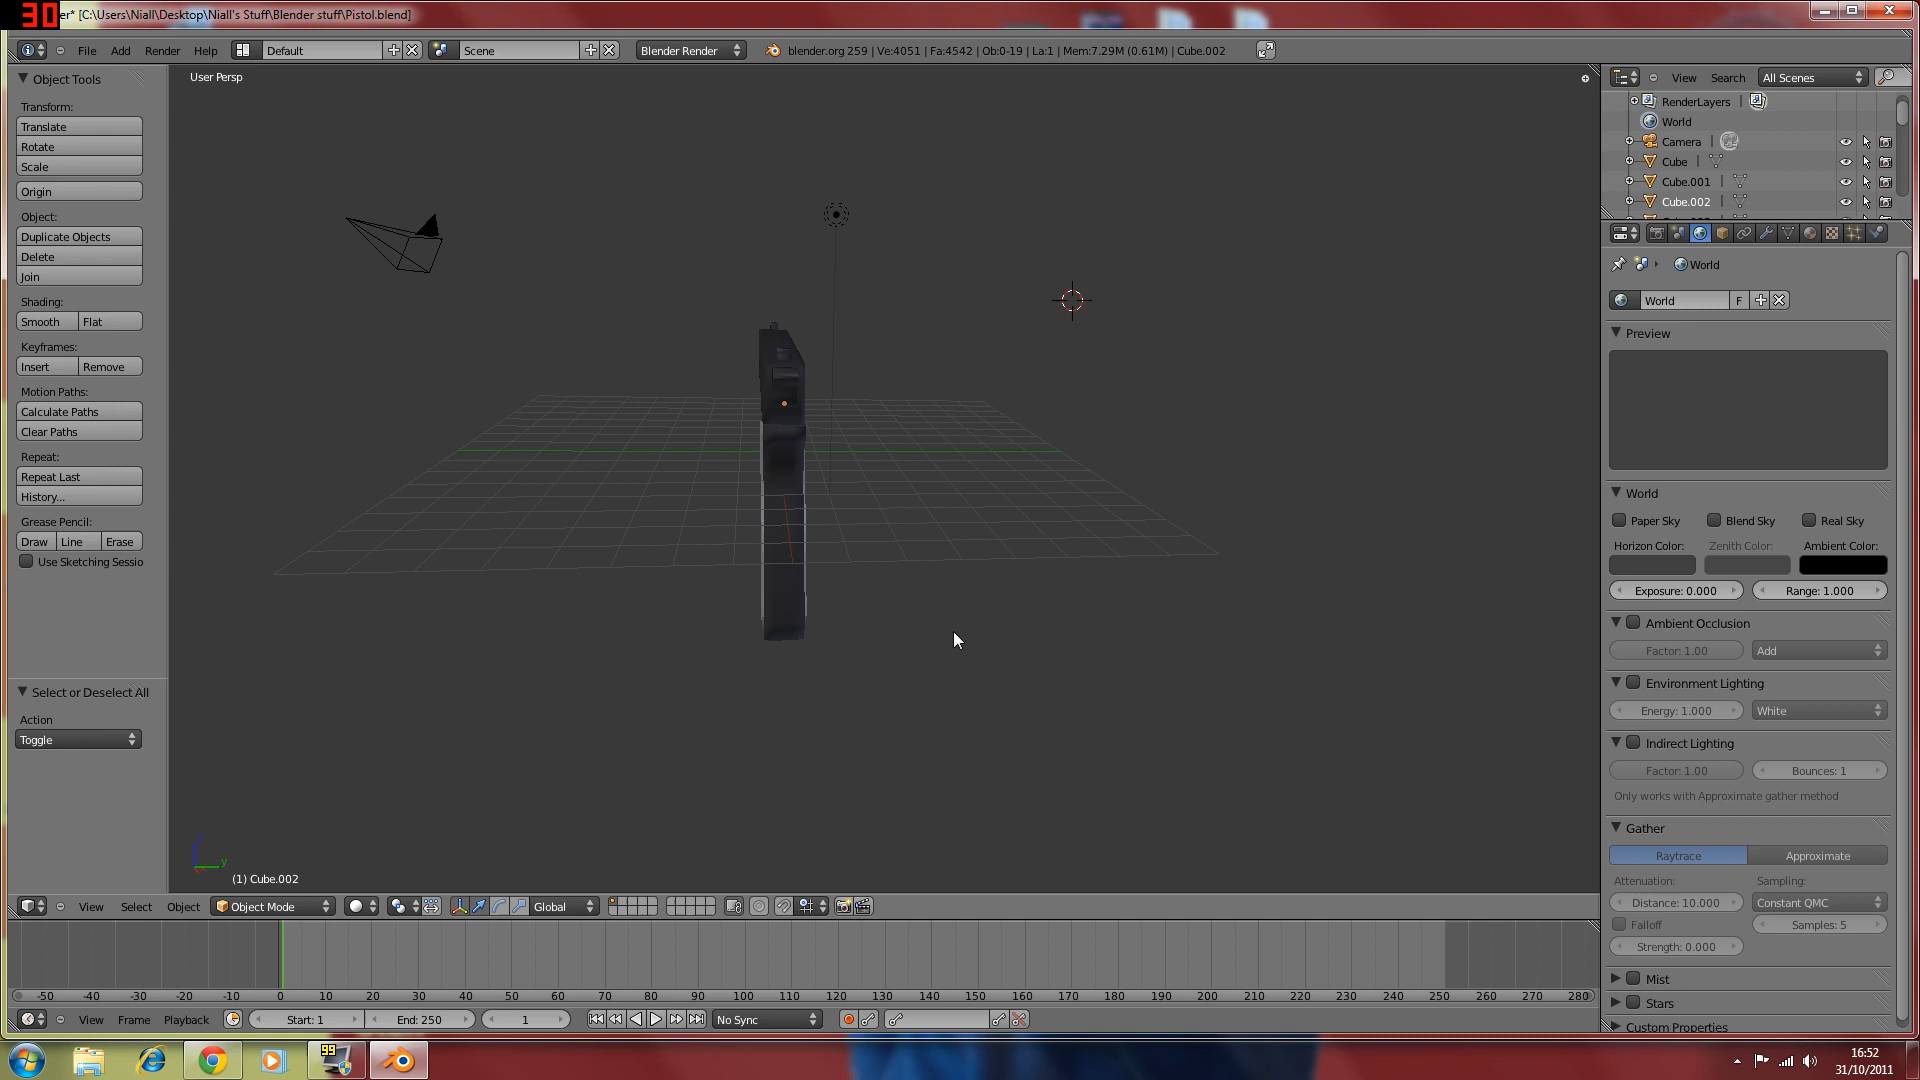 30
er* [C:\Users\Niall\Desktop\Niall's Stuff\Blender stuff\Pistol.blend]
File Add Render Help Default Scene Blender Render blender.org 259 | Ve:4051 | Fa:4542 | Ob:0-19 | La:1 | Mem:7.29M (0.61M) | Cube.002
Object Tools
Transform:
Translate
Rotate
Scale
Origin
Object:
Duplicate Objects
Delete
Join
Shading:
Smooth Flat
Keyframes:
Insert Remove
Motion Paths:
Calculate Paths
Clear Paths
Repeat:
Repeat Last
History...
Grease Pencil:
Draw Line Erase
Use Sketching Sessio
Select or Deselect All
Action
Toggle
User Persp
y
(1) Cube.002
View Select Object Object Mode Global
-50 -40 -30 -20 -10 0 10 20 30 40 50 60 70 80 90 100 110 120 130 140 150 160 170 180 190 200 210 220 230 240 250 260 270 280
View Frame Playback Start: 1 End: 250 1 No Sync
View Search All Scenes
RenderLayers |
World
Camera |
Cube |
Cube.001 |
Cube.002 |
World
World F
Preview
World
Paper Sky Blend Sky Real Sky
Horizon Color: Zenith Color: Ambient Color:
Exposure: 0.000 Range: 1.000
Ambient Occlusion
Factor: 1.00 Add
Environment Lighting
Energy: 1.000 White
Indirect Lighting
Factor: 1.00 Bounces: 1
Only works with Approximate gather method
Gather
Raytrace Approximate
Attenuation: Sampling:
Distance: 10.000 Constant QMC
Falloff Samples: 5
Strength: 0.000
Mist
Stars
Custom Properties
99
16:52
31/10/2011